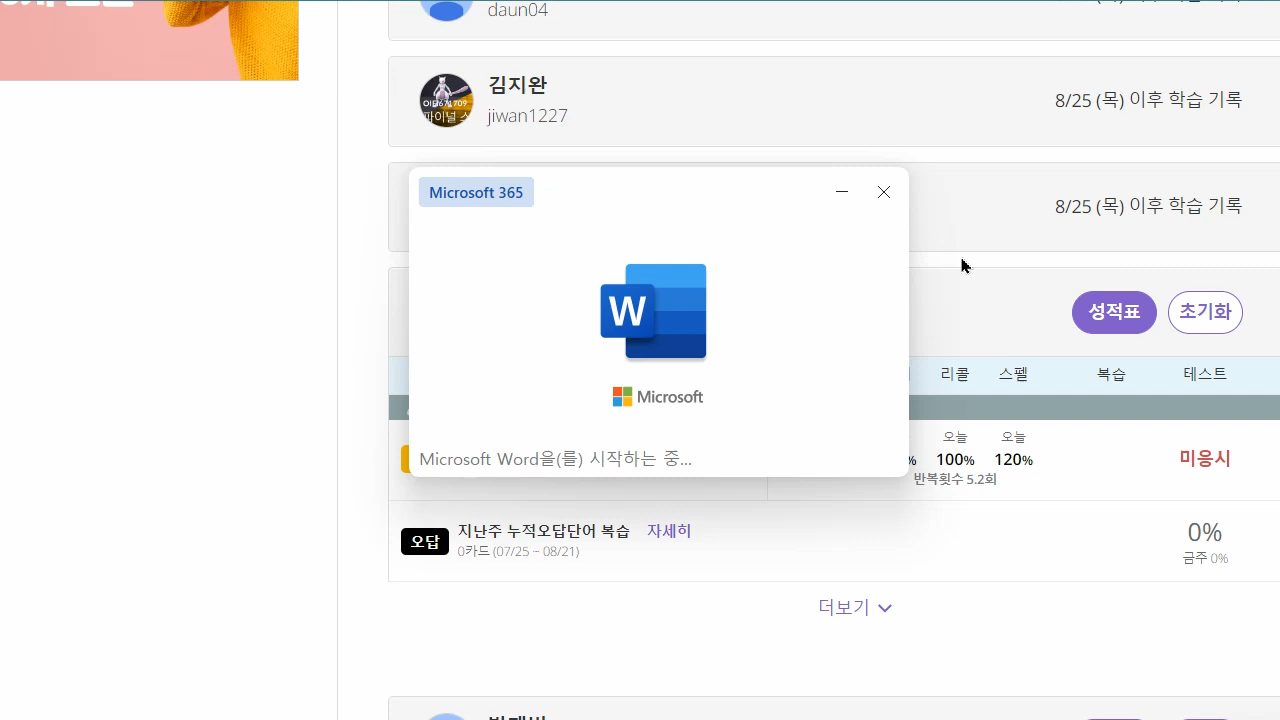 daun04
김지완
jiwan1227
8/25 (목) 이후 학습 기록
8/25 (목) 이후 학습 기록
Microsoft 365
W
Microsoft
Microsoft Word을(를) 시작하는 중...
성적표
초기화
리콜
스펠
복습
테스트
오늘
오늘
100%
120%
반복횟수 5.2회
미응시
오답
지난주 누적오답단어 복습
자세히
0카드 (07/25 ~ 08/21)
0%
금주 0%
더보기